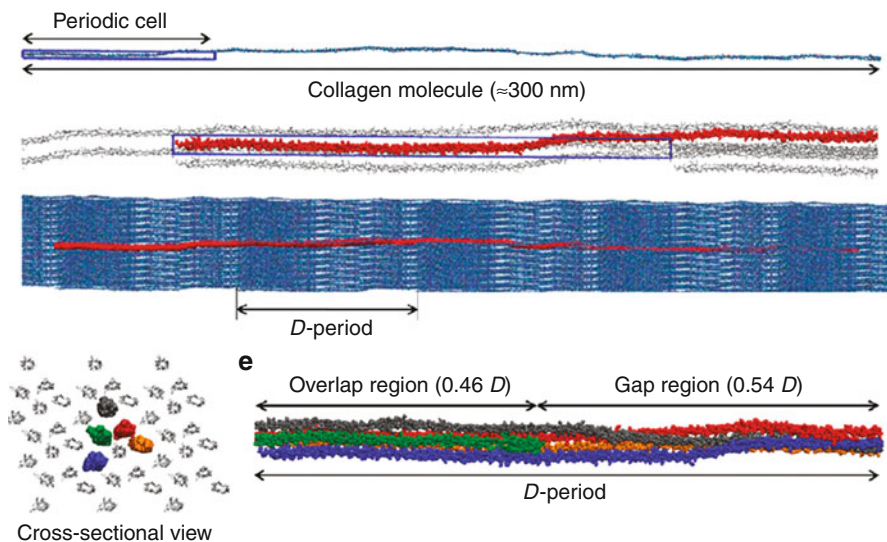 Periodic cell
Collagen molecule (≈300 nm)
D-period
e
Overlap region (0.46 D)
Gap region (0.54 D)
D-period
Cross-sectional view